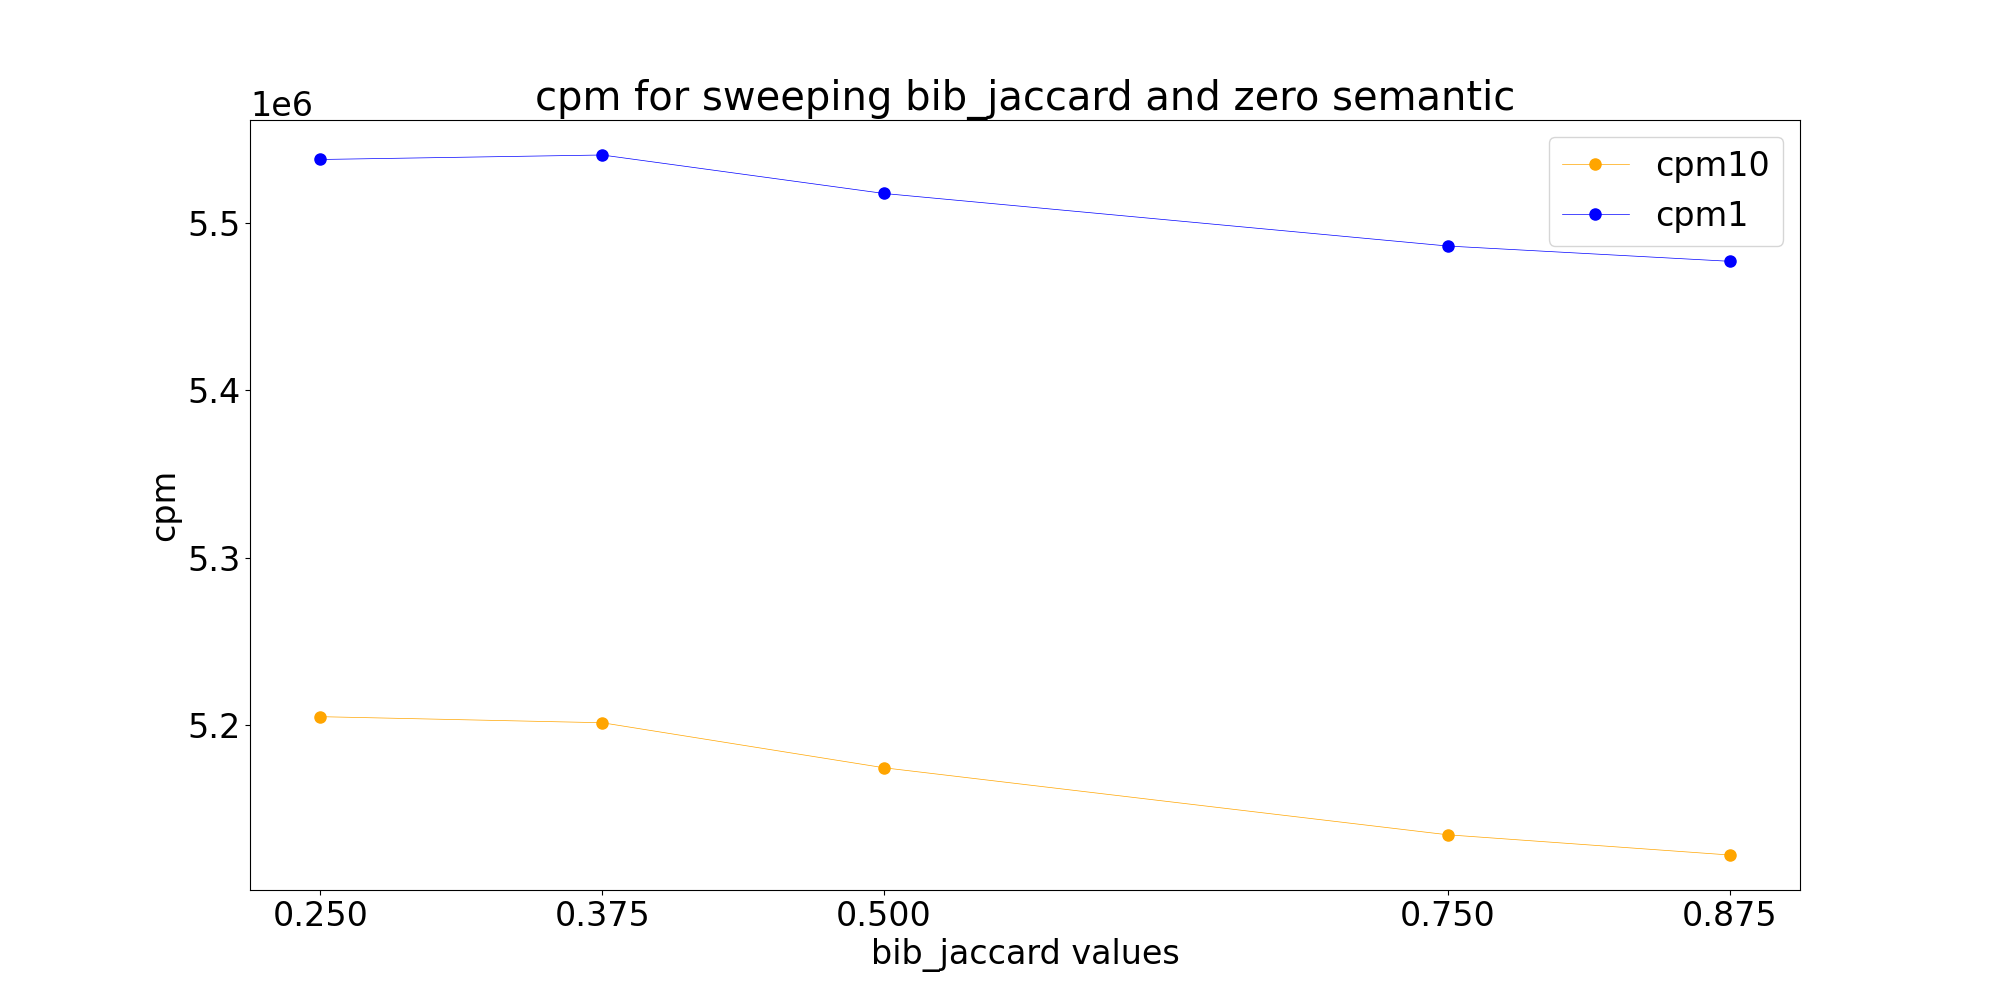 cpm for sweeping bib_jaccard and zero semantic
1e6
cpm10
cpm1
5.5
5.4
5.3
5.2
cpm
0.250 0.375 0.500 0.750 0.875
bib_jaccard values